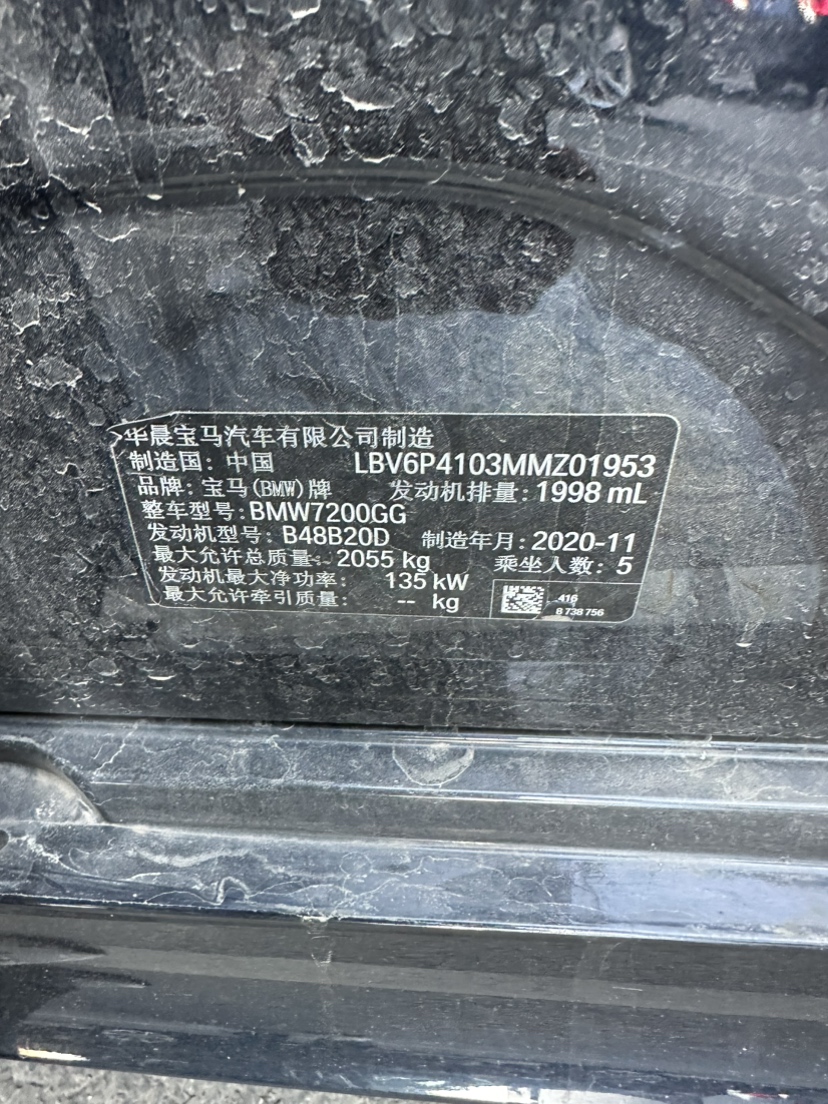 华晨宝马汽车有限公司制造
制造国: 中国 LBV6P4103MMZ01953
品牌: 宝马(BMW)牌 发动机排量: 1998 mL
整车型号: BMW7200GG
发动机型号: B48B20D 制造年月: 2020-11
最大允许总质量: 2055 kg 乘坐人数: 5
发动机最大净功率: 135 kW
最大允许牵引质量: -- kg
416
8 738 756